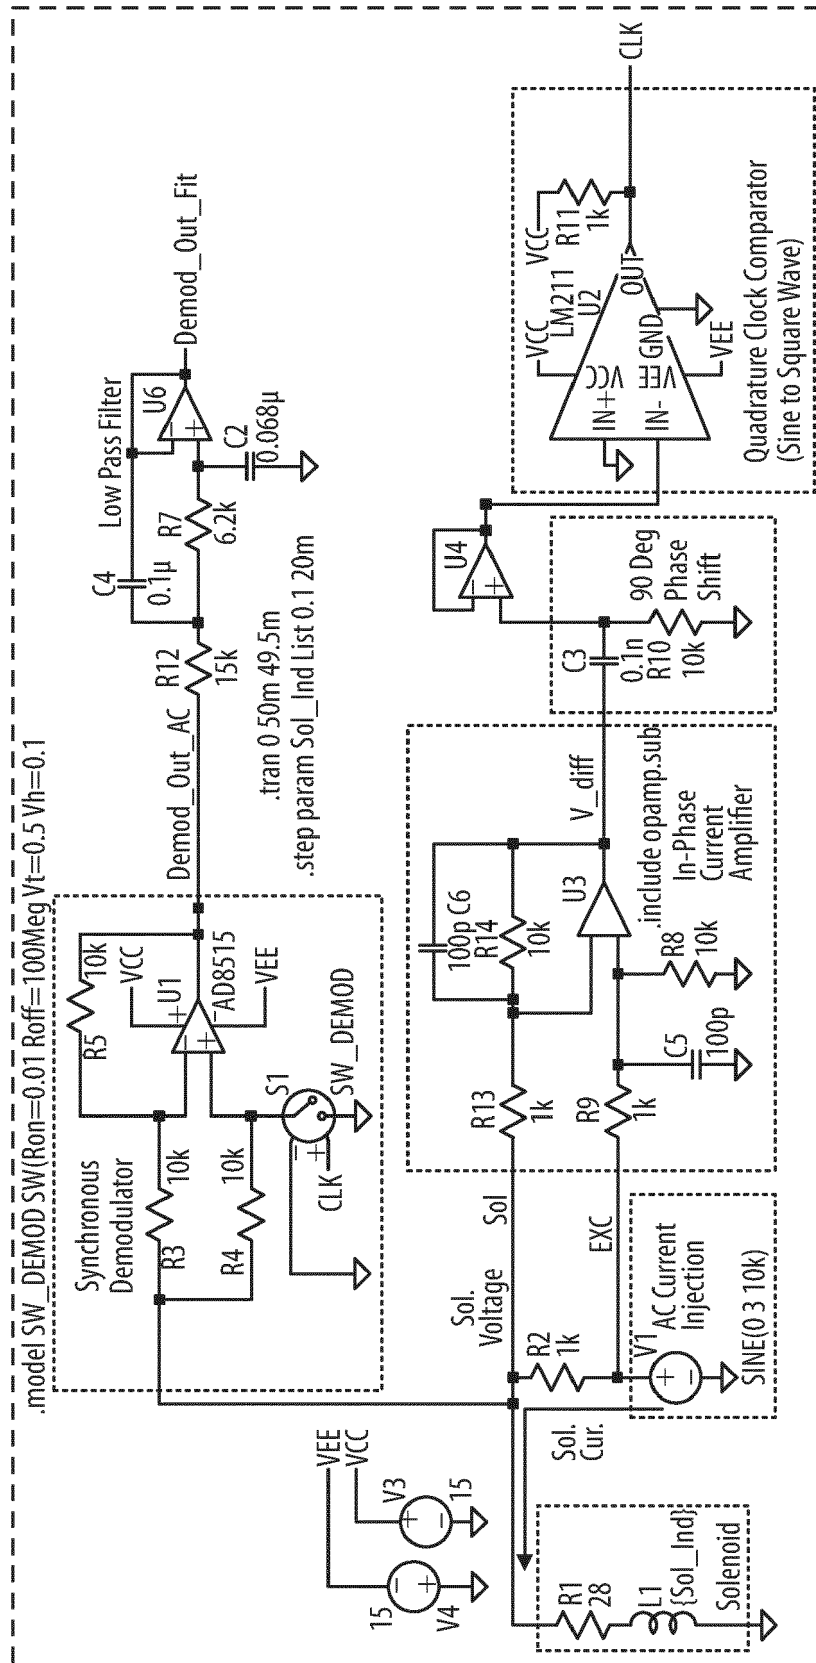 .model SW_DEMOD SW(Ron=0.01 Roff=100Meg Vt=0.5 Vh=0.1
Synchronous
Demodulator
R3
10k
R4
10k
R5
10k
VCC
U1
AD8515
VEE
S1
SW_DEMOD
CLK
Demod_Out_AC
R12
15k
C4
0.1µ
R7
6.2k
Low Pass Filter
U6
C2
0.068µ
Demod_Out_Fit
.tran 0 50m 49.5m
.step param Sol_Ind List 0.1 20m
VEE
VCC
V3
15
15
V4
R1
28
L1
{Sol_Ind}
Solenoid
Sol.
Cur.
Sol.
Voltage
Sol
R2
1k
EXC
V1
AC Current
Injection
SINE(0 3 10k)
R13
1k
R9
1k
C5
100p
R8
10k
100p C6
R14
10k
U3
.include opamp.sub
In-Phase
Current
Amplifier
V_diff
C3
0.1n
R10
10k
90 Deg
Phase
Shift
U4
VCC
LM211
U2
VCC
R11
1k
IN+
IN-
VCC
VEE
GND
OUT
VEE
CLK
Quadrature Clock Comparator
(Sine to Square Wave)